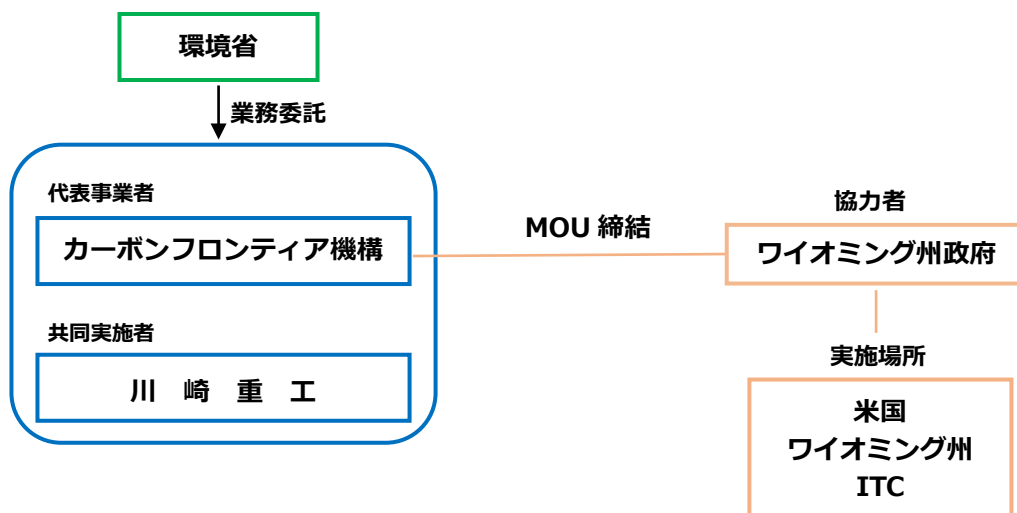 環境省
業務委託
代表事業者
カーボンフロンティア機構
共同実施者
川 崎 重 工
MOU 締結
協力者
ワイオミング州政府
実施場所
米国
ワイオミング州
ITC